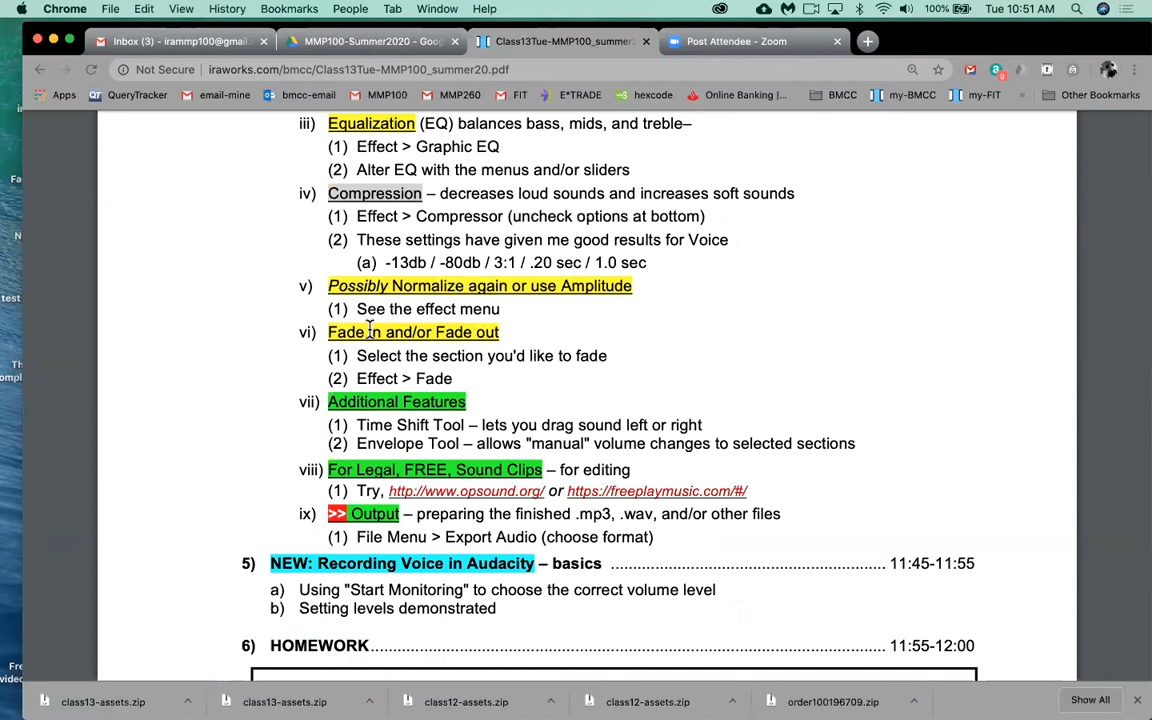 Chrome File Edit View History Bookmarks People Tab Window Help 100% Tue 10:51 AM
Inbox (3) - irammp100@gmail. MMP100-Summer2020 - Goog Class13Tue-MMP100_summer2 Post Attendee - Zoom
Not Secure | iraworks.com/bmcc/Class13Tue-MMP100_summer20.pdf
Apps QueryTracker email-mine bmcc-email MMP100 MMP260 FIT E*TRADE hexcode Online Banking |... BMCC my-BMCC my-FIT » Other Bookmarks
iii) Equalization (EQ) balances bass, mids, and treble–
(1) Effect > Graphic EQ
(2) Alter EQ with the menus and/or sliders
iv) Compression – decreases loud sounds and increases soft sounds
(1) Effect > Compressor (uncheck options at bottom)
(2) These settings have given me good results for Voice
(a) -13db / -80db / 3:1 / .20 sec / 1.0 sec
v) Possibly Normalize again or use Amplitude
(1) See the effect menu
vi) Fade in and/or Fade out
(1) Select the section you'd like to fade
(2) Effect > Fade
vii) Additional Features
(1) Time Shift Tool – lets you drag sound left or right
(2) Envelope Tool – allows "manual" volume changes to selected sections
viii) For Legal, FREE, Sound Clips – for editing
(1) Try, http://www.opsound.org/ or https://freeplaymusic.com/#/
ix) >> Output – preparing the finished .mp3, .wav, and/or other files
(1) File Menu > Export Audio (choose format)
5) NEW: Recording Voice in Audacity – basics ........................................................ 11:45-11:55
a) Using "Start Monitoring" to choose the correct volume level
b) Setting levels demonstrated
6) HOMEWORK........................................................................................................ 11:55-12:00
class13-assets.zip class13-assets.zip class12-assets.zip class12-assets.zip order100196709.zip Show All